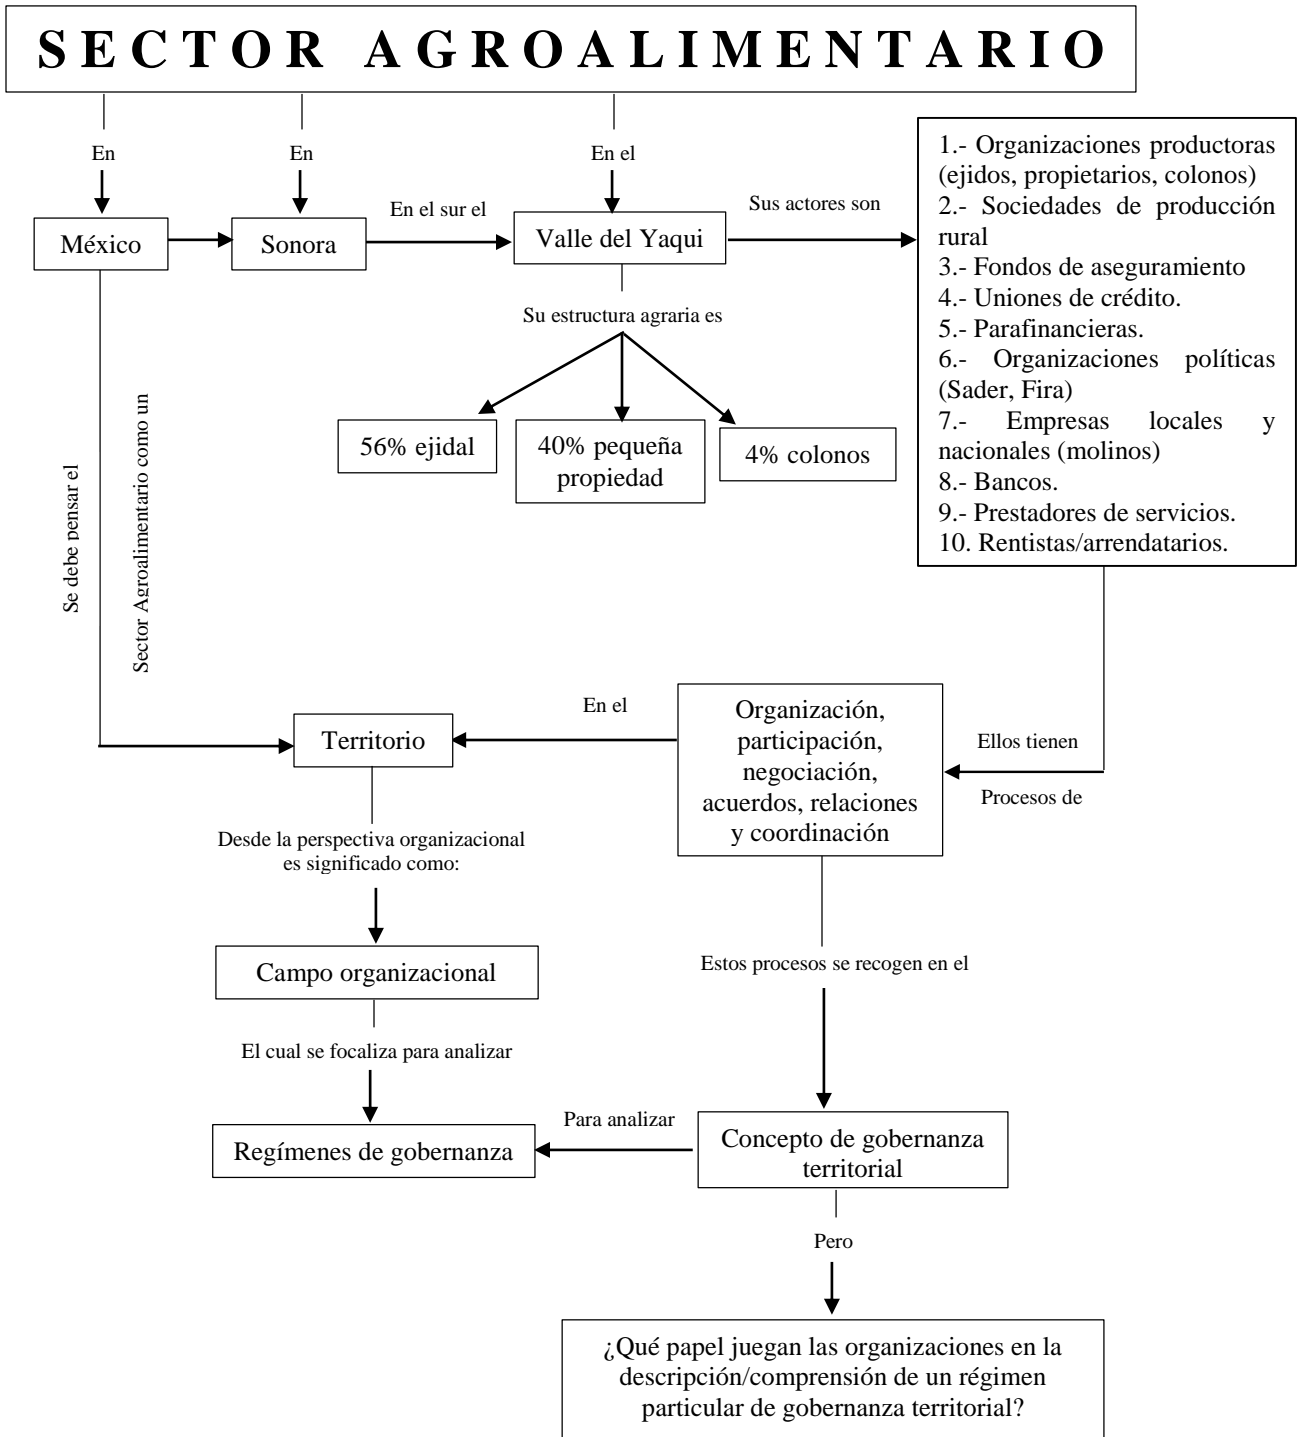 SECTOR AGROALIMENTARIO
En
En
En el
México
En el sur el
Sonora
Valle del Yaqui
Sus actores son
1.- Organizaciones productoras
(ejidos, propietarios, colonos)
2.- Sociedades de producción
rural
3.- Fondos de aseguramiento
4.- Uniones de crédito.
5.- Parafinancieras.
6.- Organizaciones políticas
(Sader, Fira)
7.- Empresas locales y
nacionales (molinos)
8.- Bancos.
9.- Prestadores de servicios.
10. Rentistas/arrendatarios.
Su estructura agraria es
56% ejidal
40% pequeña
propiedad
4% colonos
Se debe pensar el
Sector Agroalimentario como un
Territorio
En el
Organización,
participación,
negociación,
acuerdos, relaciones
y coordinación
Ellos tienen
Procesos de
Desde la perspectiva organizacional
es significado como:
Campo organizacional
Estos procesos se recogen en el
El cual se focaliza para analizar
Regímenes de gobernanza
Para analizar
Concepto de gobernanza
territorial
Pero
¿Qué papel juegan las organizaciones en la
descripción/comprensión de un régimen
particular de gobernanza territorial?